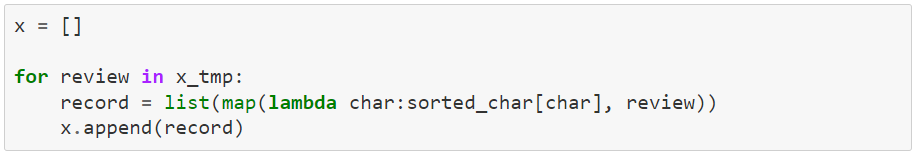 x = []
for review in x_tmp:
    record = list(map(lambda char:sorted_char[char], review))
    x.append(record)